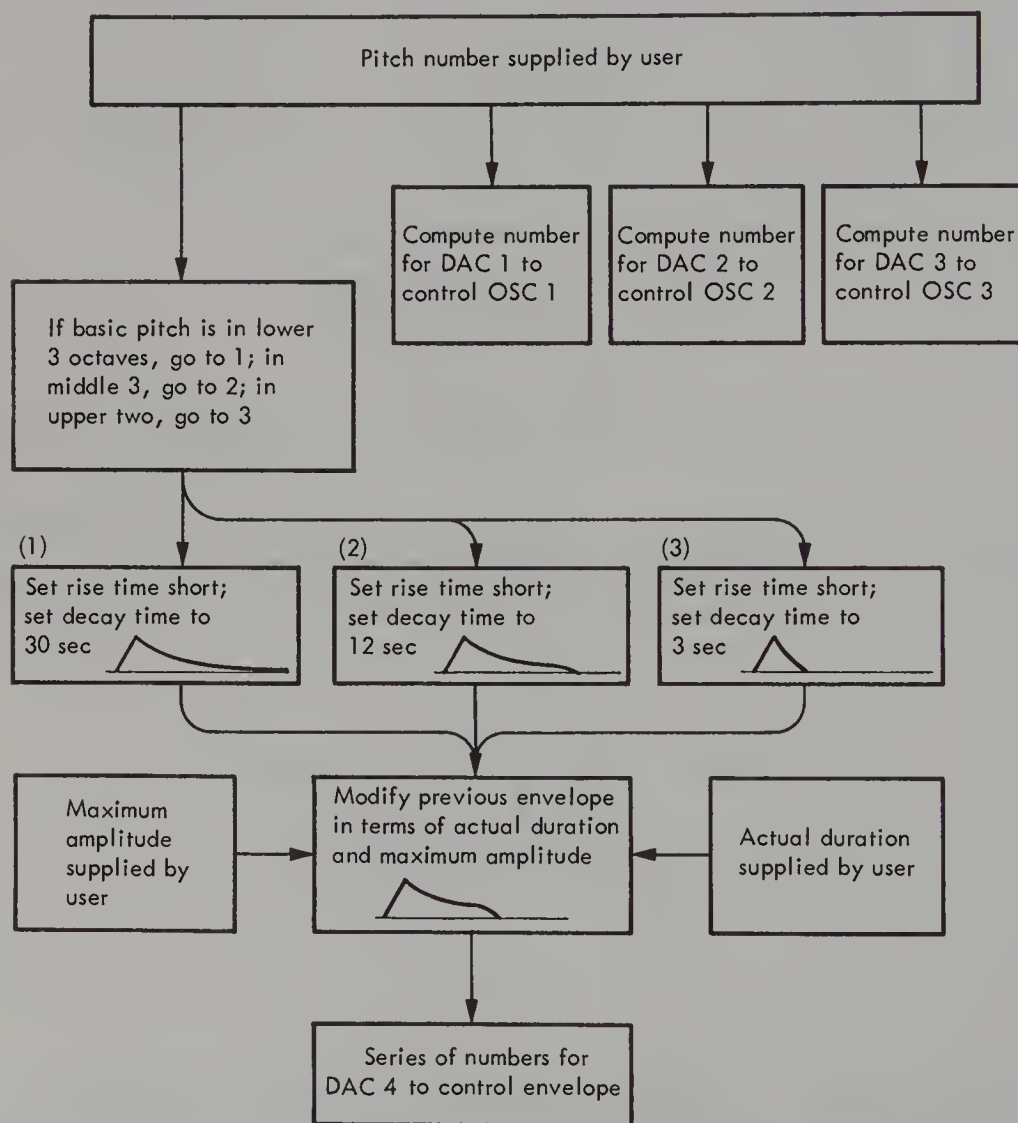 Pitch number supplied by user
Compute number
for DAC 1 to
control OSC 1
Compute number
for DAC 2 to
control OSC 2
Compute number
for DAC 3 to
control OSC 3
If basic pitch is in lower
3 octaves, go to 1; in
middle 3, go to 2; in
upper two, go to 3
(1)
Set rise time short;
set decay time to
30 sec
(2)
Set rise time short;
set decay time to
12 sec
(3)
Set rise time short;
set decay time to
3 sec
Maximum
amplitude
supplied by
user
Modify previous envelope
in terms of actual duration
and maximum amplitude
Actual duration
supplied by user
Series of numbers for
DAC 4 to control envelope